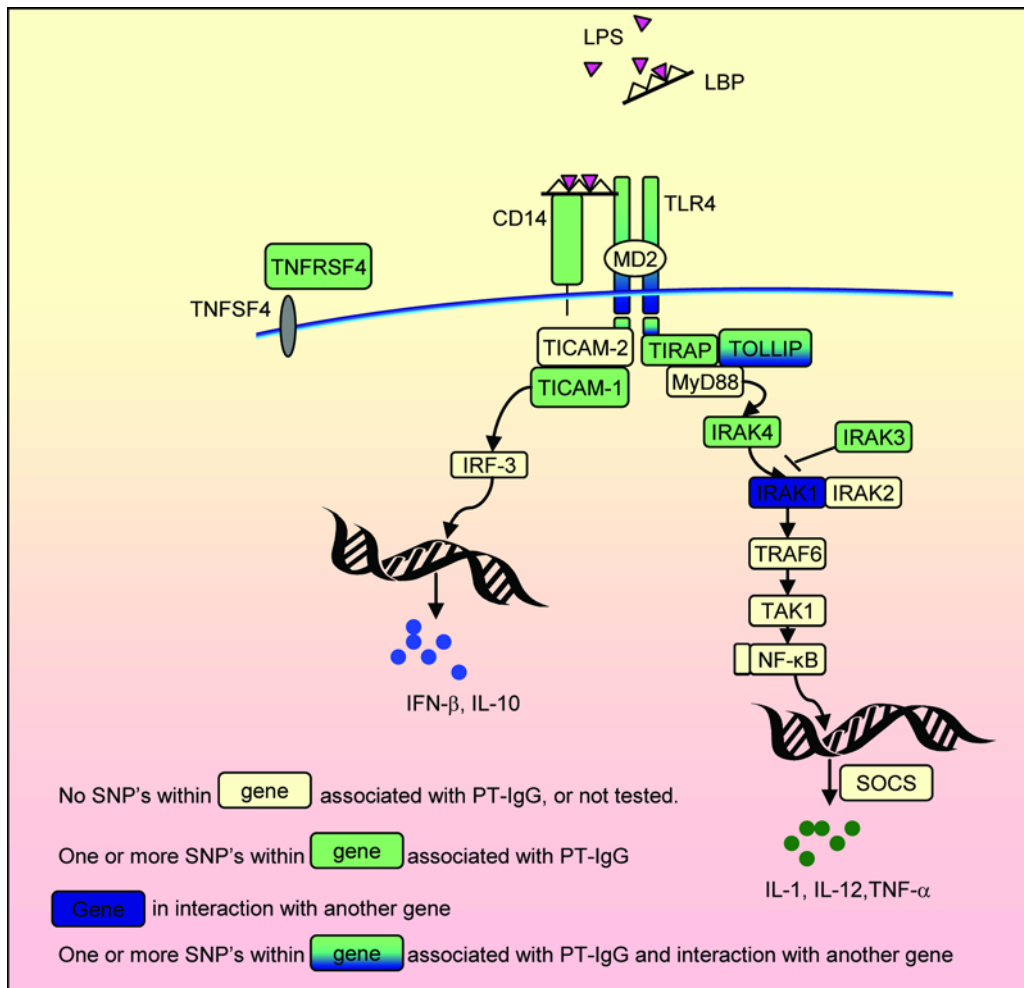 LPS
LBP
CD14
TLR4
MD2
TNFRSF4
TNFSF4
TICAM-2
TIRAP
TOLLIP
TICAM-1
MyD88
IRAK4
IRAK3
IRF-3
IRAK1
IRAK2
TRAF6
TAK1
NF-κB
IFN-β, IL-10
SOCS
IL-1, IL-12,TNF-α
No SNP's within gene associated with PT-IgG, or not tested.
One or more SNP's within gene associated with PT-IgG
Gene in interaction with another gene
One or more SNP's within gene associated with PT-IgG and interaction with another gene